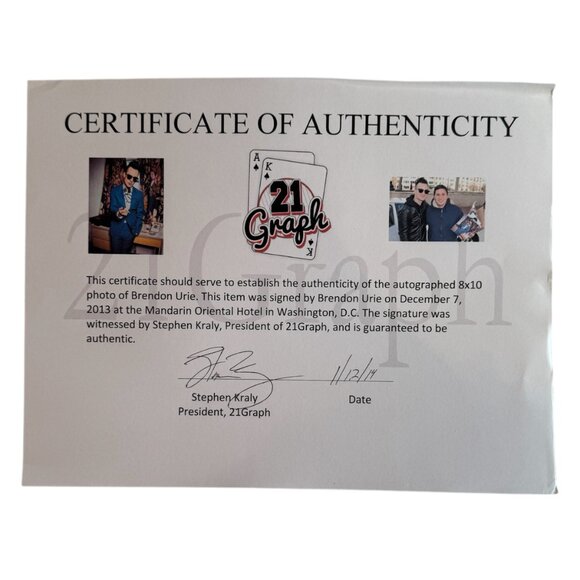 CERTIFICATE OF AUTHENTICITY
A
K
21
Graph
K
21Graph
This certificate should serve to establish the authenticity of the autographed 8x10
photo of Brendon Urie. This item was signed by Brendon Urie on December 7,
2013 at the Mandarin Oriental Hotel in Washington, D.C. The signature was
witnessed by Stephen Kraly, President of 21Graph, and is guaranteed to be
authentic.
1/12/14
Stephen Kraly
Date
President, 21Graph
21Graph